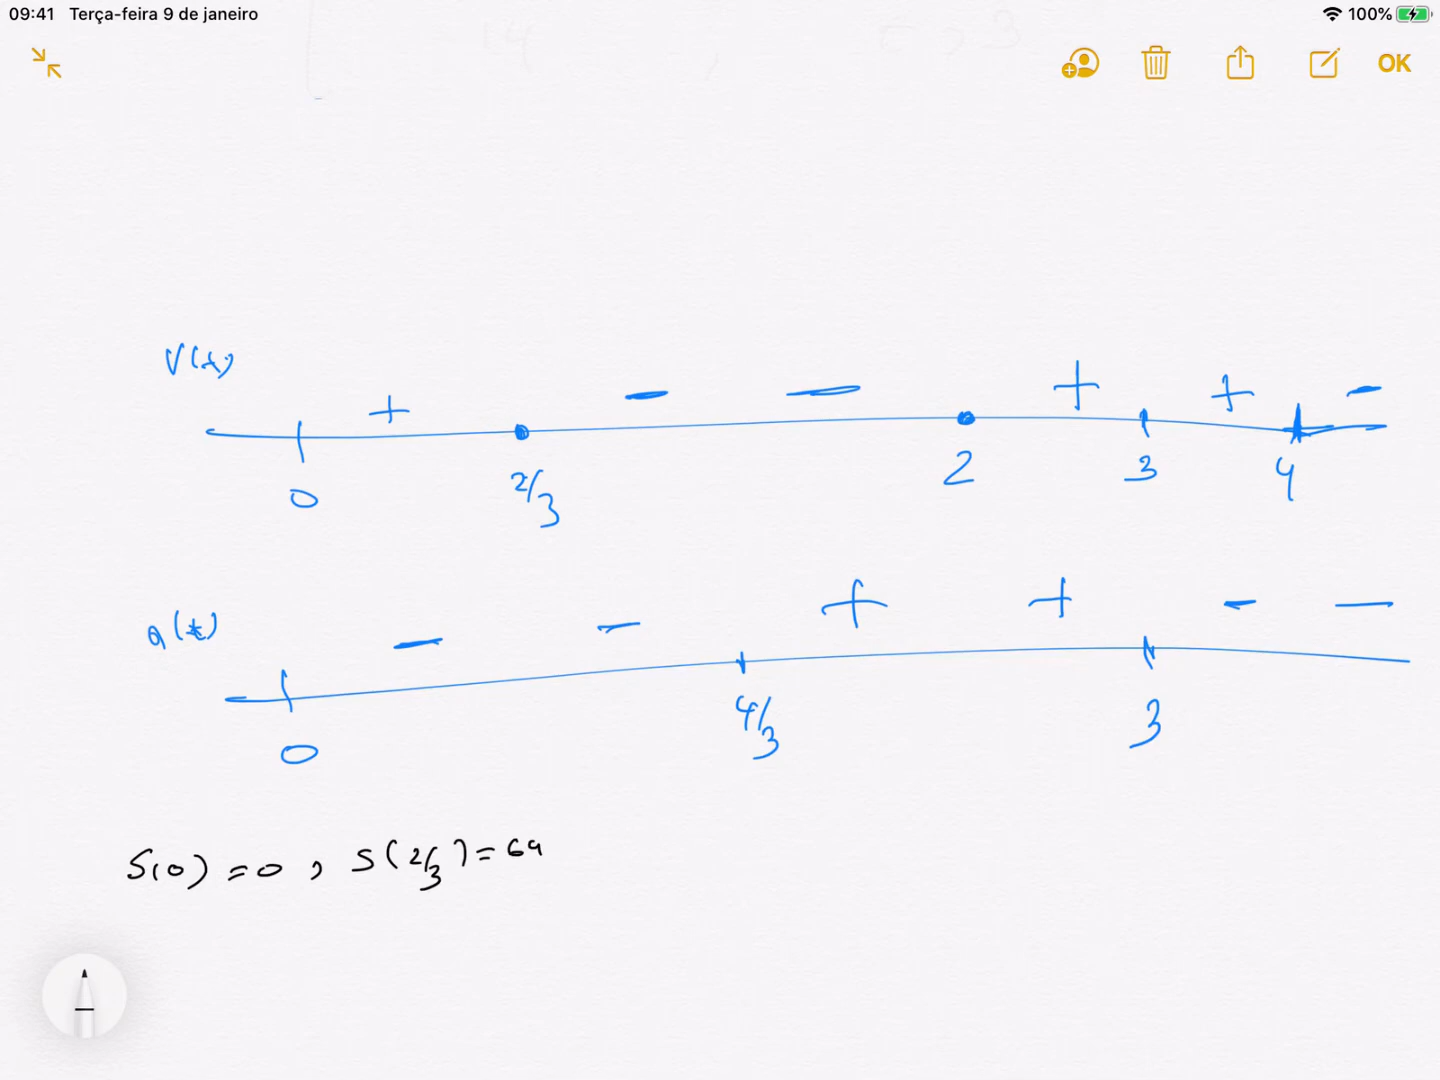 09:41 Terça-feira 9 de janeiro 100%
OK
V(t)
+ - - + + -
0 2/3 2 3 4
a(t)
- - + + - -
0 4/3 3
S(0) = 0 , S(2/3) = 64